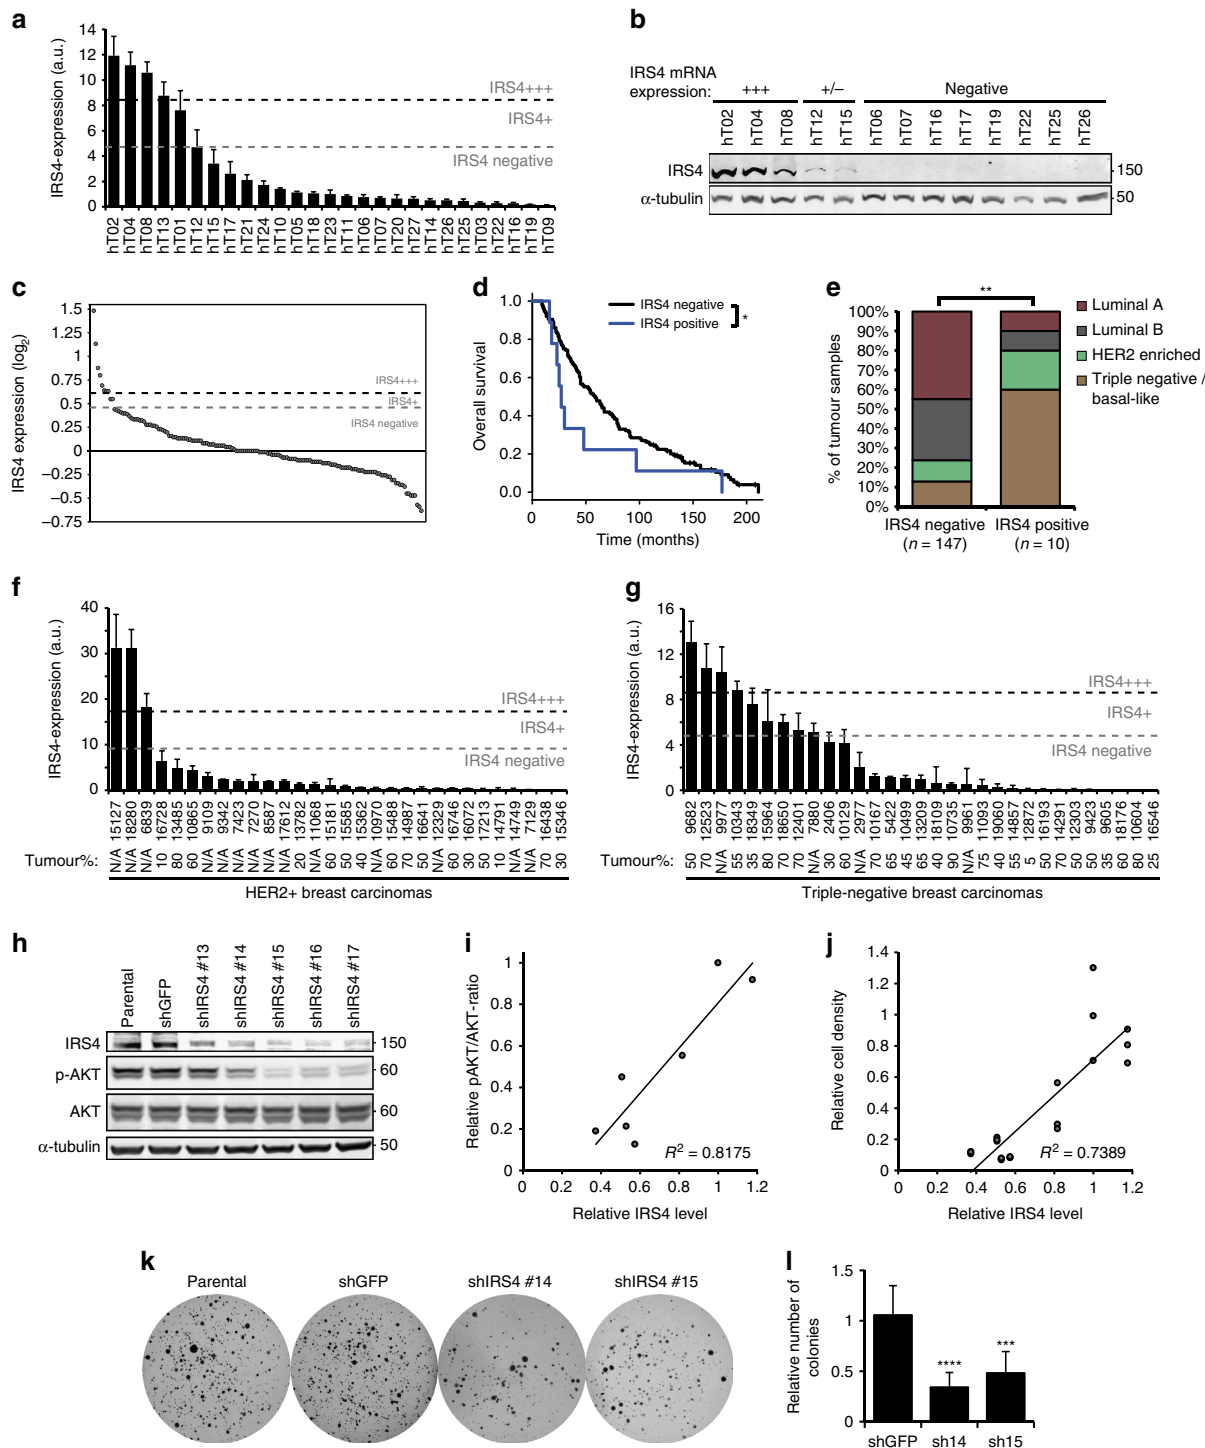 a
IRS4-expression (a.u.)
14
12
10
8
6
4
2
0
IRS4+++
IRS4+
IRS4 negative
hT02 hT04 hT08 hT13 hT01 hT12 hT15 hT17 hT21 hT24 hT10 hT05 hT18 hT23 hT11 hT06 hT07 hT20 hT27 hT14 hT26 hT25 hT03 hT22 hT16 hT19 hT09
b
IRS4 mRNA
expression: +++ +/− Negative
hT02 hT04 hT08 hT12 hT15 hT06 hT07 hT16 hT17 hT19 hT22 hT25 hT26
IRS4 150
α-tubulin 50
c
IRS4 expression (log2)
1.5
1.25
1
0.75
0.5
0.25
0
−0.25
−0.5
−0.75
IRS4+++
IRS4+
IRS4 negative
d
Overall survival
1.0
0.8
0.6
0.4
0.2
0.0
IRS4 negative
IRS4 positive
*
0 50 100 150 200
Time (months)
e
% of tumour samples
100%
90%
80%
70%
60%
50%
40%
30%
20%
10%
0%
**
Luminal A
Luminal B
HER2 enriched
Triple negative /
basal-like
IRS4 negative IRS4 positive
(n = 147) (n = 10)
f
IRS4-expression (a.u.)
40
30
20
10
0
IRS4+++
IRS4+
IRS4 negative
15127 18280 6839 16728 13485 10865 9109 9342 7423 7270 8587 17612 13782 11068 15181 15585 15362 10970 15488 14987 16641 12329 16746 16072 17213 14791 14749 7129 16438 15346
Tumour%: N/A N/A N/A 10 80 60 N/A N/A N/A N/A N/A N/A 20 N/A 60 50 40 N/A 60 70 50 N/A 60 30 50 10 N/A N/A 70 30
HER2+ breast carcinomas
g
IRS4-expression (a.u.)
16
12
8
4
0
IRS4+++
IRS4+
IRS4 negative
9682 12523 9977 10343 18349 15964 18650 12401 7880 2406 10129 2977 10167 5422 10499 13209 18109 10735 9961 11093 19060 14857 12872 16193 14291 12303 9423 9605 18176 10604 16546
Tumour%: 50 70 N/A 55 35 80 70 70 N/A 30 60 N/A 70 65 45 65 40 90 N/A 75 40 55 5 50 70 50 50 35 60 80 25
Triple-negative breast carcinomas
h
Parental shGFP shIRS4 #13 shIRS4 #14 shIRS4 #15 shIRS4 #16 shIRS4 #17
IRS4 150
p-AKT 60
AKT 60
α-tubulin 50
i
Relative pAKT/AKT-ratio
1
0.8
0.6
0.4
0.2
0
R2 = 0.8175
0 0.2 0.4 0.6 0.8 1 1.2
Relative IRS4 level
j
Relative cell density
1.4
1.2
1
0.8
0.6
0.4
0.2
0
R2 = 0.7389
0 0.2 0.4 0.6 0.8 1 1.2
Relative IRS4 level
k
Parental shGFP shIRS4 #14 shIRS4 #15
l
Relative number of
colonies
1.5
1
0.5
0
**** ***
shGFP sh14 sh15